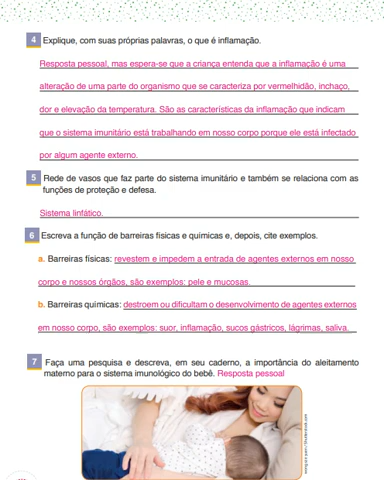 4 Explique, com suas próprias palavras, o que é inflamação.
Resposta pessoal, mas espera-se que a criança entenda que a inflamação é uma
alteração de uma parte do organismo que se caracteriza por vermelhidão, inchaço,
dor e elevação da temperatura. São as características da inflamação que indicam
que o sistema imunitário está trabalhando em nosso corpo porque ele está infectado
por algum agente externo.
5 Rede de vasos que faz parte do sistema imunitário e também se relaciona com as
funções de proteção e defesa.
Sistema linfático.
6 Escreva a função de barreiras físicas e químicas e, depois, cite exemplos.
a. Barreiras físicas: revestem e impedem a entrada de agentes externos em nosso
corpo e nossos órgãos, são exemplos: pele e mucosas.
b. Barreiras químicas: destroem ou dificultam o desenvolvimento de agentes externos
em nosso corpo, são exemplos: suor, inflamação, sucos gástricos, lágrimas, saliva.
7 Faça uma pesquisa e descreva, em seu caderno, a importância do aleitamento
materno para o sistema imunológico do bebê. Resposta pessoal